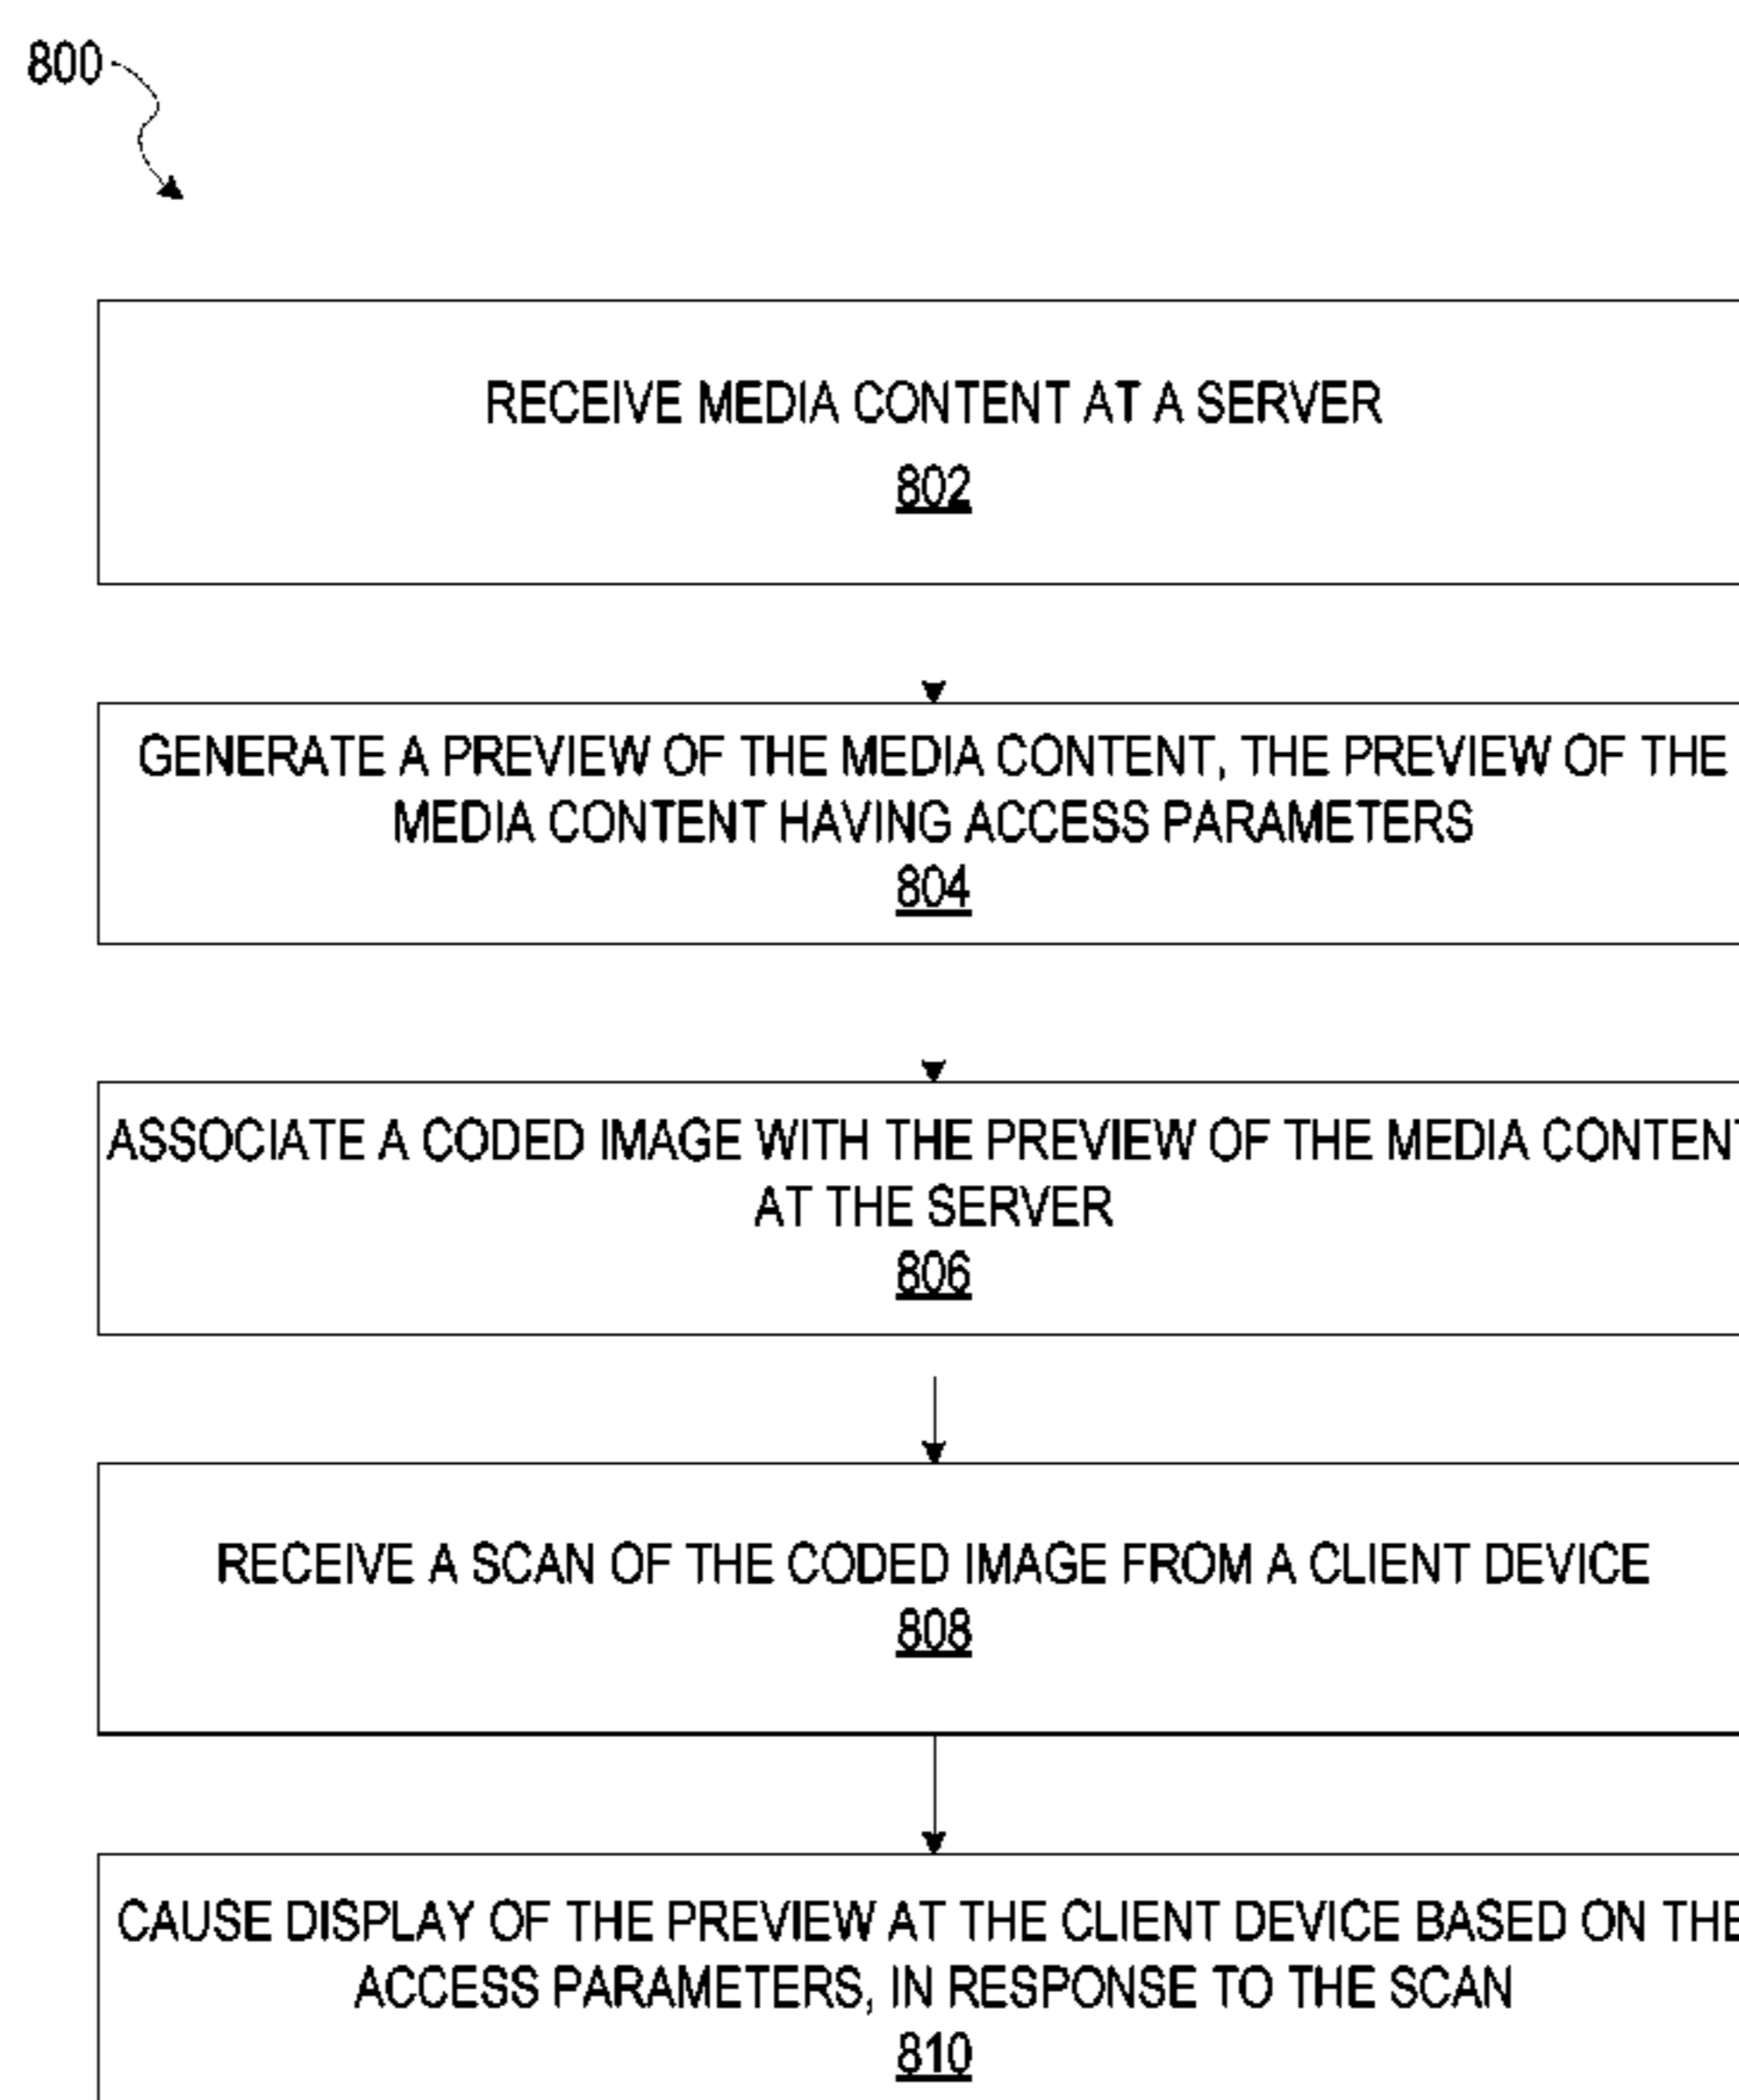 800
RECEIVE MEDIA CONTENT AT A SERVER
802
GENERATE A PREVIEW OF THE MEDIA CONTENT, THE PREVIEW OF THE
MEDIA CONTENT HAVING ACCESS PARAMETERS
804
ASSOCIATE A CODED IMAGE WITH THE PREVIEW OF THE MEDIA CONTENT
AT THE SERVER
806
RECEIVE A SCAN OF THE CODED IMAGE FROM A CLIENT DEVICE
808
CAUSE DISPLAY OF THE PREVIEW AT THE CLIENT DEVICE BASED ON THE
ACCESS PARAMETERS, IN RESPONSE TO THE SCAN
810